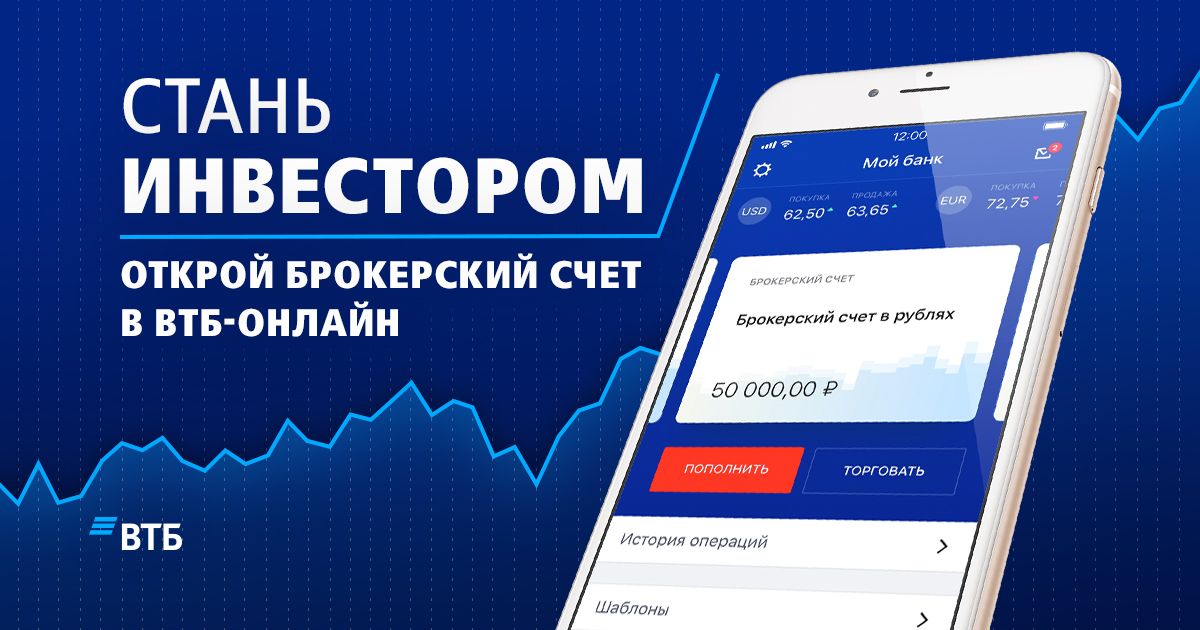 СТАНЬ
ИНВЕСТОРОМ
ОТКРОЙ БРОКЕРСКИЙ СЧЕТ
В ВТБ-ОНЛАЙН
ВТБ
12:00
Мой банк
2
USD
ПОКУПКА
62,50
ПРОДАЖА
63,65
EUR
ПОКУПКА
72,75
БРОКЕРСКИЙ СЧЕТ
Брокерский счет в рублях
50 000,00 ₽
ПОПОЛНИТЬ
ТОРГОВАТЬ
История операций
Шаблоны